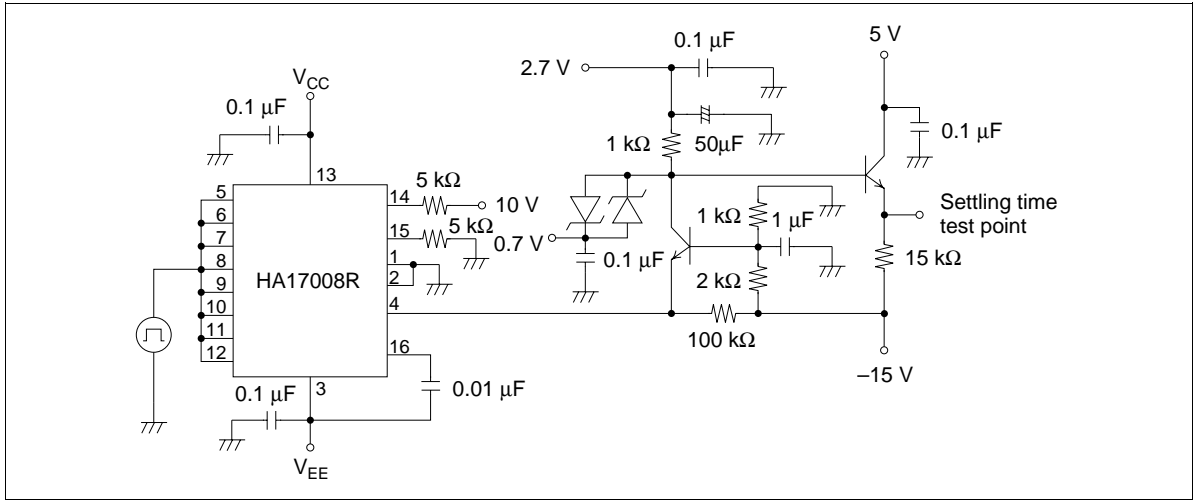 5 V
0.1 µF
2.7 V
V_CC
0.1 µF
0.1 µF
1 kΩ
50µF
13
5 kΩ
5
14
10 V
6
5 kΩ
1 kΩ
1 µF
Settling time
test point
7
15
0.7 V
8
HA17008R
1
0.1 µF
2 kΩ
15 kΩ
9
2
10
4
11
100 kΩ
12
16
–15 V
0.1 µF
3
0.01 µF
V_EE